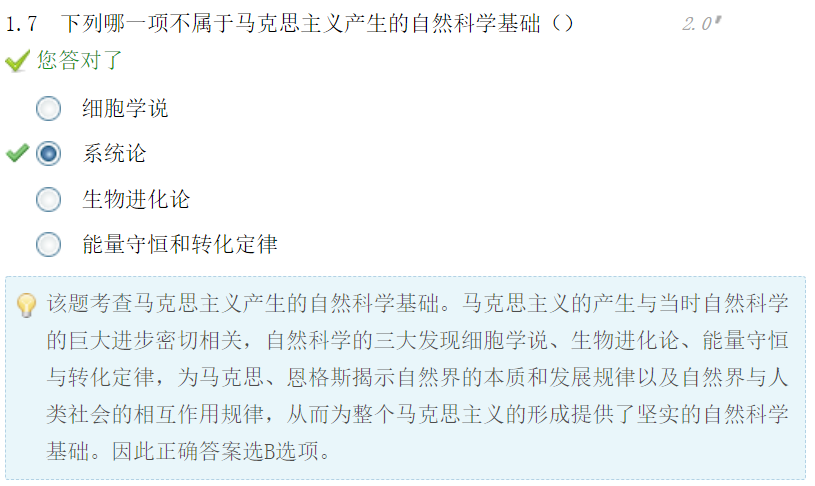 1.7 下列哪一项不属于马克思主义产生的自然科学基础（） 2.0
您答对了
细胞学说
系统论
生物进化论
能量守恒和转化定律
该题考查马克思主义产生的自然科学基础。马克思主义的产生与当时自然科学
的巨大进步密切相关，自然科学的三大发现细胞学说、生物进化论、能量守恒
与转化定律，为马克思、恩格斯揭示自然界的本质和发展规律以及自然界与人
类社会的相互作用规律，从而为整个马克思主义的形成提供了坚实的自然科学
基础。因此正确答案选B选项。